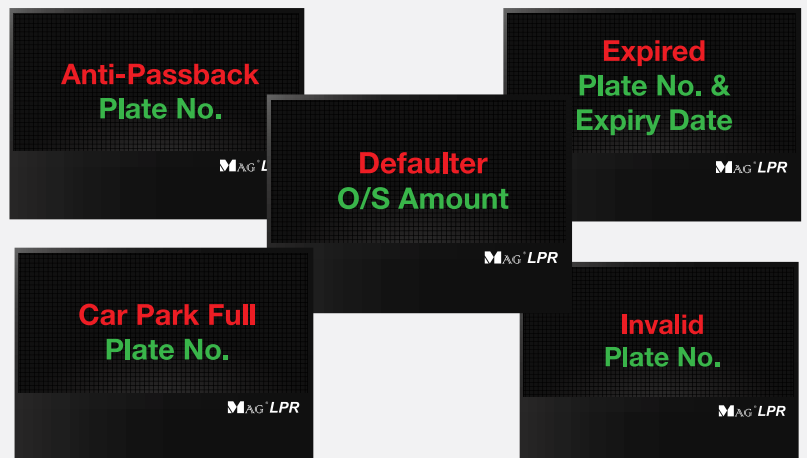 Anti-Passback
Plate No.
MAG®L
Expired
Plate No. &
Expiry Date
MAG®LPR
Defaulter
O/S Amount
MAG®LPR
Car Park Full
Plate No.
MAG®LPR
Invalid
Plate No.
MAG®LPR